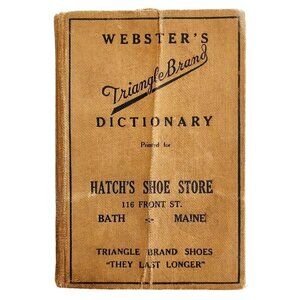 WEBSTER'S
Triangle Brand
DICTIONARY
Printed for
HATCH'S SHOE STORE
116 FRONT ST.
BATH -:- MAINE
TRIANGLE BRAND SHOES
"THEY LAST LONGER"